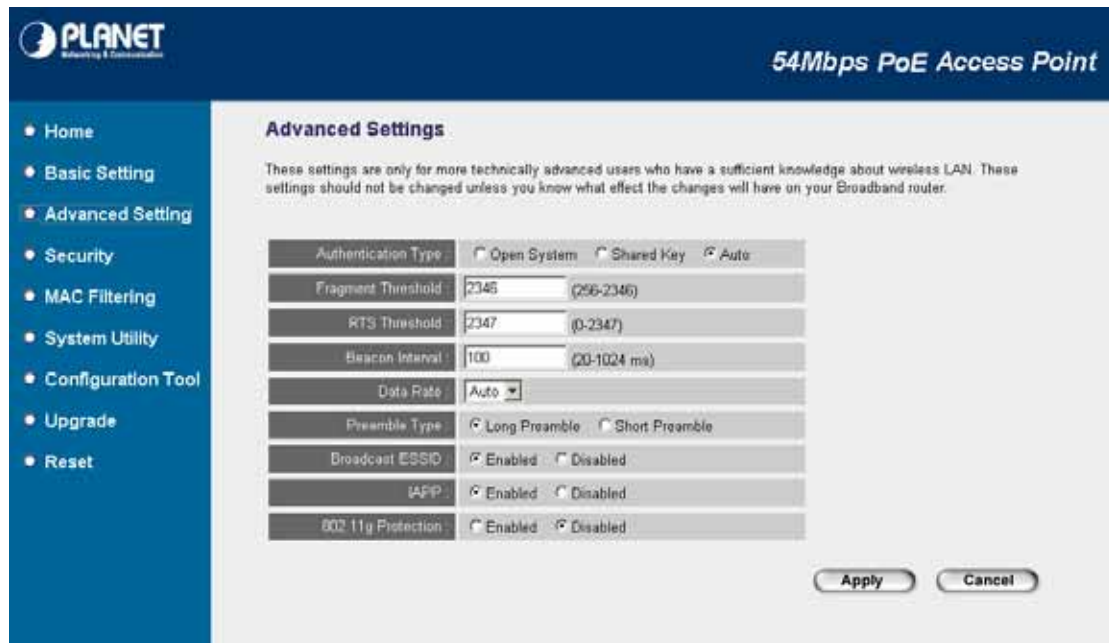 PLANET
Networking & Communication
54Mbps PoE Access Point
Home
Basic Setting
Advanced Setting
Security
MAC Filtering
System Utility
Configuration Tool
Upgrade
Reset
Advanced Settings
These settings are only for more technically advanced users who have a sufficient knowledge about wireless LAN. These
settings should not be changed unless you know what effect the changes will have on your Broadband router.
Authentication Type : Open System Shared Key Auto
Fragment Threshold : 2346 (256-2346)
RTS Threshold : 2347 (0-2347)
Beacon Interval : 100 (20-1024 ms)
Data Rate : Auto
Preamble Type : Long Preamble Short Preamble
Broadcast ESSID : Enabled Disabled
IAPP : Enabled Disabled
802.11g Protection : Enabled Disabled
Apply Cancel